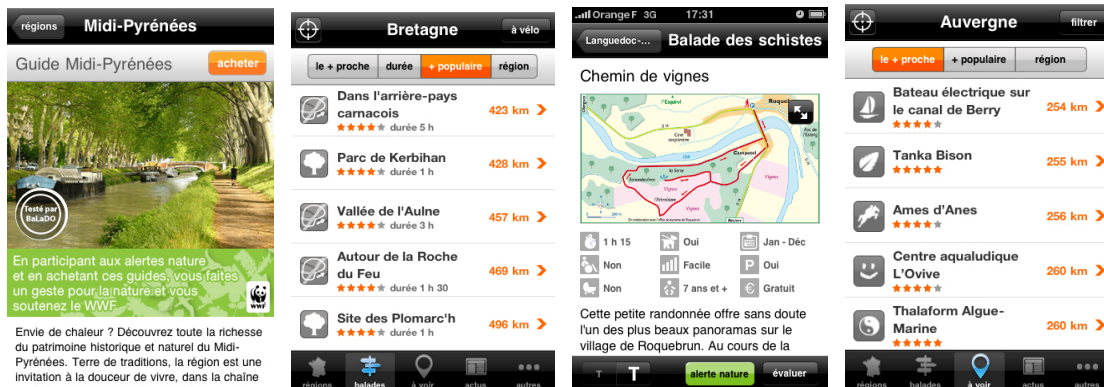 régions
Midi-Pyrénées
Guide Midi-Pyrénées
acheter
Testé par
BaLaDO
En participant aux alertes nature
et en achetant ces guides, vous faites
un geste pour la nature et vous
soutenez le WWF
WWF
Envie de chaleur ? Découvrez toute la richesse
du patrimoine historique et naturel du Midi-
Pyrénées. Terre de traditions, la région est une
invitation à la douceur de vivre, dans la chaîne
Bretagne
à vélo
le + proche
durée
+ populaire
région
Dans l'arrière-pays
carnacois
durée 5 h
423 km
Parc de Kerbihan
durée 1 h
428 km
Vallée de l'Aulne
durée 3 h
457 km
Autour de la Roche
du Feu
durée 1 h 30
469 km
Site des Plomarc'h
durée 1 h
496 km
régions
balades
à voir
actus
autres
Orange F 3G
17:31
Languedoc-...
Balade des schistes
Chemin de vignes
Vignes
Vignes
Vignes
1 h 15
Oui
Jan - Déc
Non
Facile
P
Oui
Non
7 ans et +
€
Gratuit
Cette petite randonnée offre sans doute
l'un des plus beaux panoramas sur le
village de Roquebrun. Au cours de la
T
T
alerte nature
évaluer
Auvergne
filtrer
le + proche
+ populaire
région
Bateau électrique sur
le canal de Berry
254 km
Tanka Bison
255 km
Ames d'Anes
256 km
Centre aqualudique
L'Ovive
260 km
Thalaform Algue-
Marine
260 km
régions
balades
à voir
actus
autres